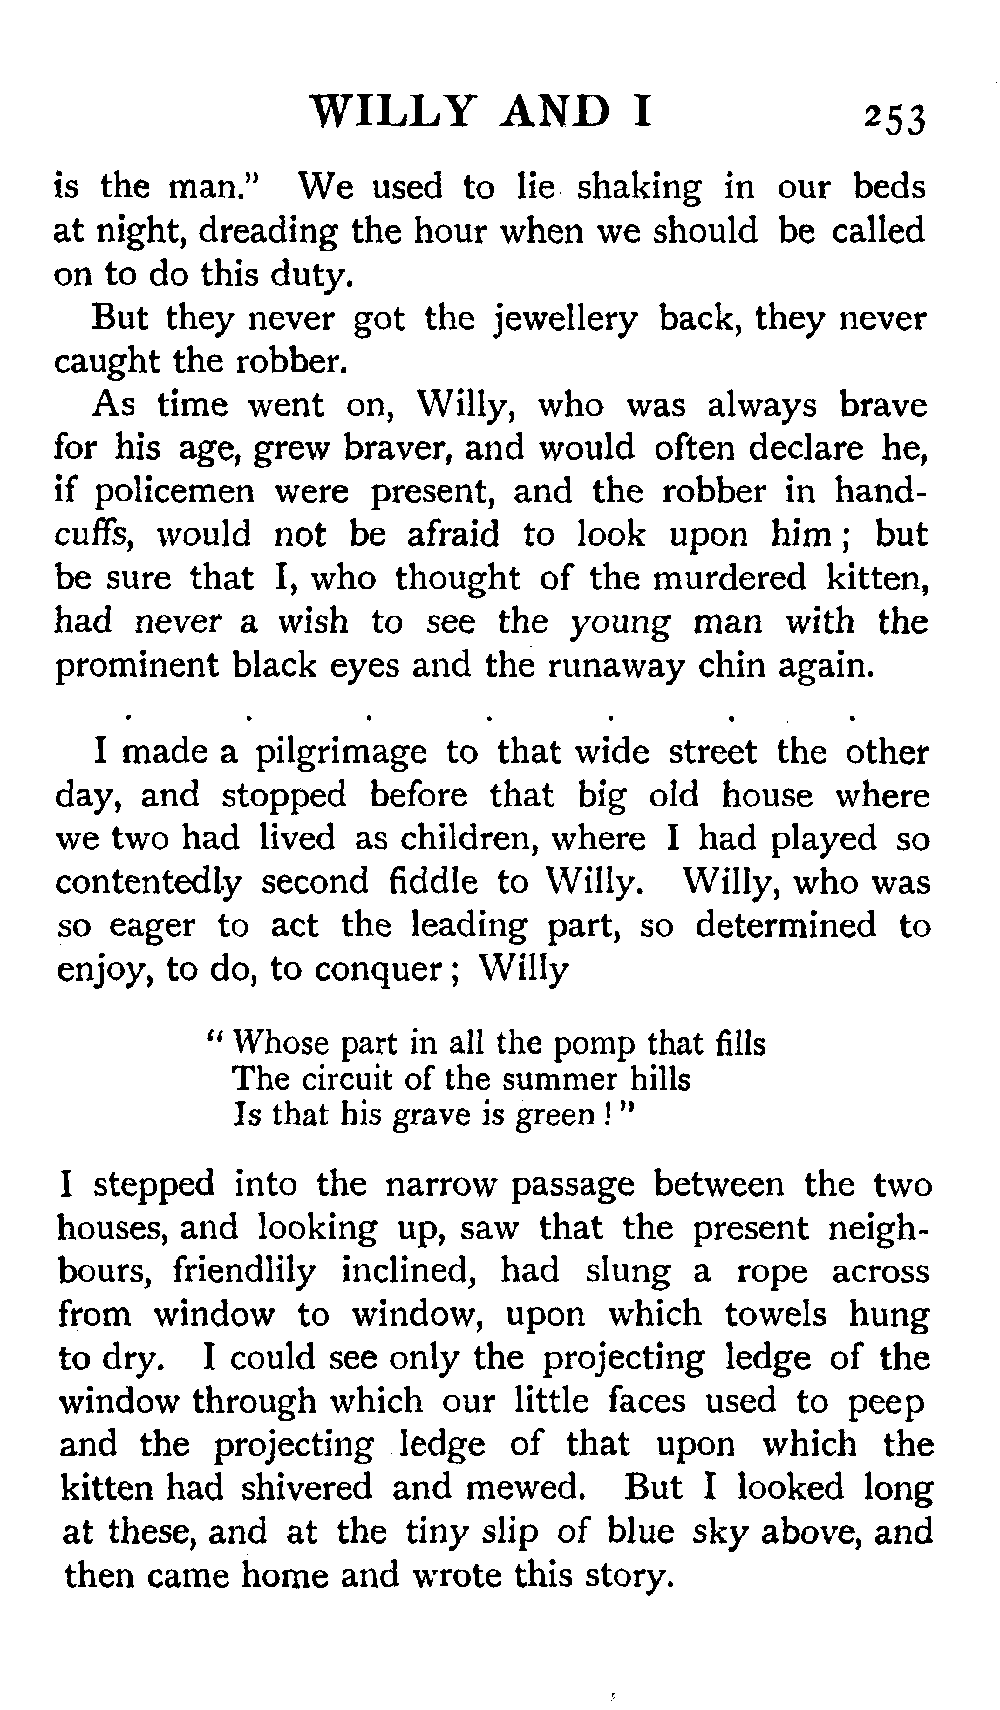 WILLY AND I 253
is the man." We used to lie shaking in our beds
at night, dreading the hour when we should be called
on to do this duty.
But they never got the jewellery back, they never
caught the robber.
As time went on, Willy, who was always brave
for his age, grew braver, and would often declare he,
if policemen were present, and the robber in hand-
cuffs, would not be afraid to look upon him ; but
be sure that I, who thought of the murdered kitten,
had never a wish to see the young man with the
prominent black eyes and the runaway chin again.
. . . . . . .
I made a pilgrimage to that wide street the other
day, and stopped before that big old house where
we two had lived as children, where I had played so
contentedly second fiddle to Willy. Willy, who was
so eager to act the leading part, so determined to
enjoy, to do, to conquer ; Willy
" Whose part in all the pomp that fills
The circuit of the summer hills
Is that his grave is green ! "
I stepped into the narrow passage between the two
houses, and looking up, saw that the present neigh-
bours, friendlily inclined, had slung a rope across
from window to window, upon which towels hung
to dry. I could see only the projecting ledge of the
window through which our little faces used to peep
and the projecting ledge of that upon which the
kitten had shivered and mewed. But I looked long
at these, and at the tiny slip of blue sky above, and
then came home and wrote this story.